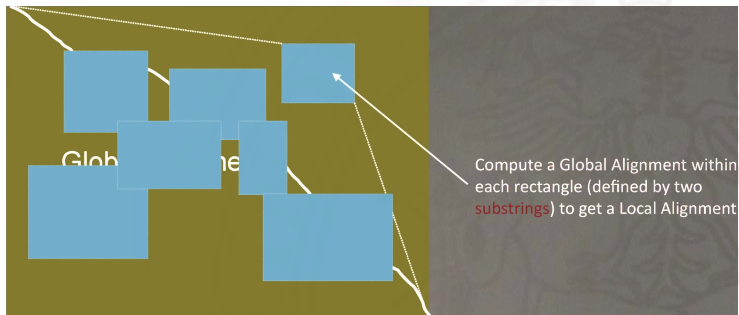 Compute a Global Alignment within
each rectangle (defined by two
substrings) to get a Local Alignment